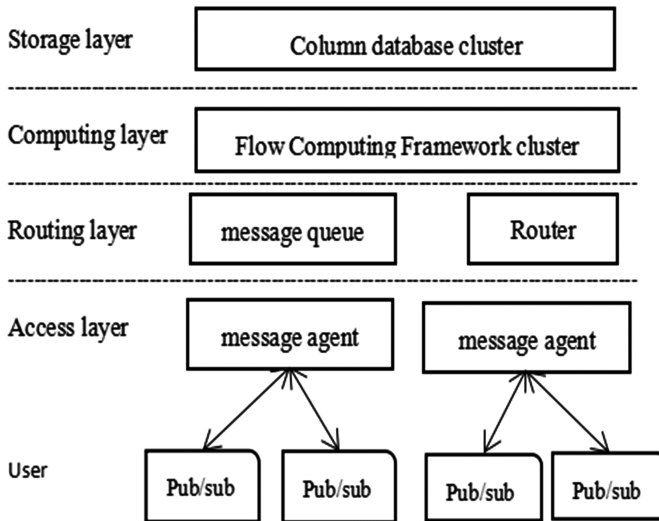 Storage layer
Column database cluster
Computing layer
Flow Computing Framework cluster
Routing layer
message queue
Router
Access layer
message agent
message agent
User
Pub/sub
Pub/sub
Pub/sub
Pub/sub